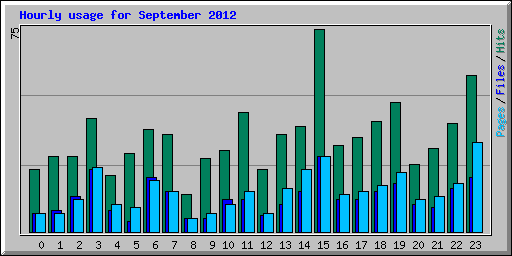 Hourly usage for September 2012
75
Pages/Files/Hits
0 1 2 3 4 5 6 7 8 9 10 11 12 13 14 15 16 17 18 19 20 21 22 23